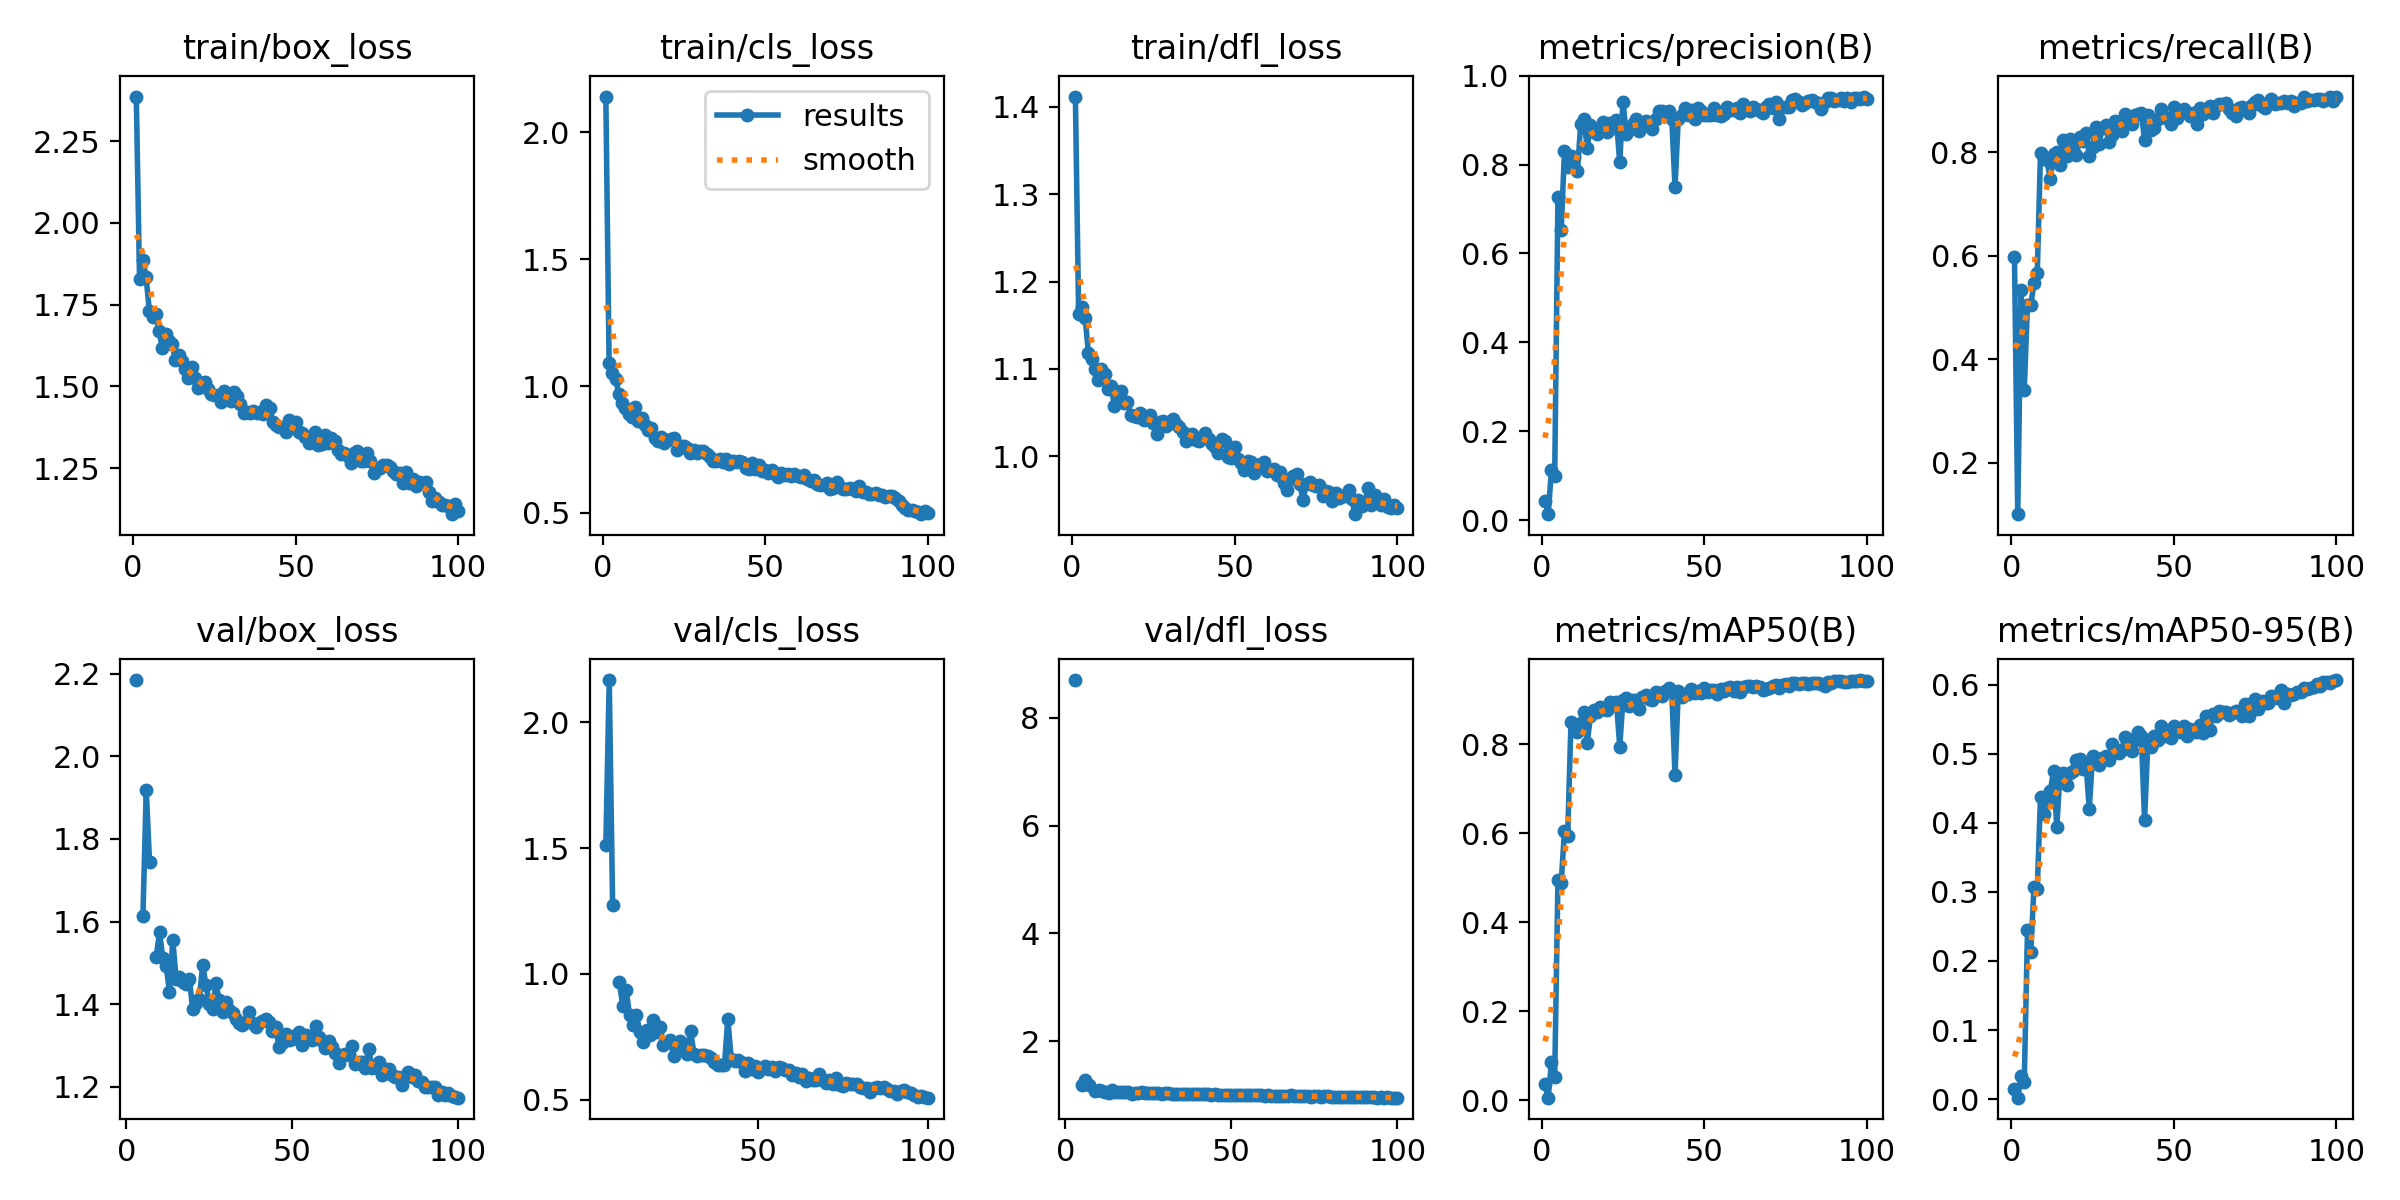 train/box_loss
2.25
2.00
1.75
1.50
1.25
0 50 100
train/cls_loss
results
smooth
2.0
1.5
1.0
0.5
0 50 100
train/dfl_loss
1.4
1.3
1.2
1.1
1.0
0 50 100
metrics/precision(B)
1.0
0.8
0.6
0.4
0.2
0.0
0 50 100
metrics/recall(B)
0.8
0.6
0.4
0.2
0 50 100
val/box_loss
2.2
2.0
1.8
1.6
1.4
1.2
0 50 100
val/cls_loss
2.0
1.5
1.0
0.5
50 100
val/dfl_loss
8
6
4
2
0 50 100
metrics/mAP50(B)
0.8
0.6
0.4
0.2
0.0
0 50 100
metrics/mAP50-95(B)
0.6
0.5
0.4
0.3
0.2
0.1
0.0
0 50 100